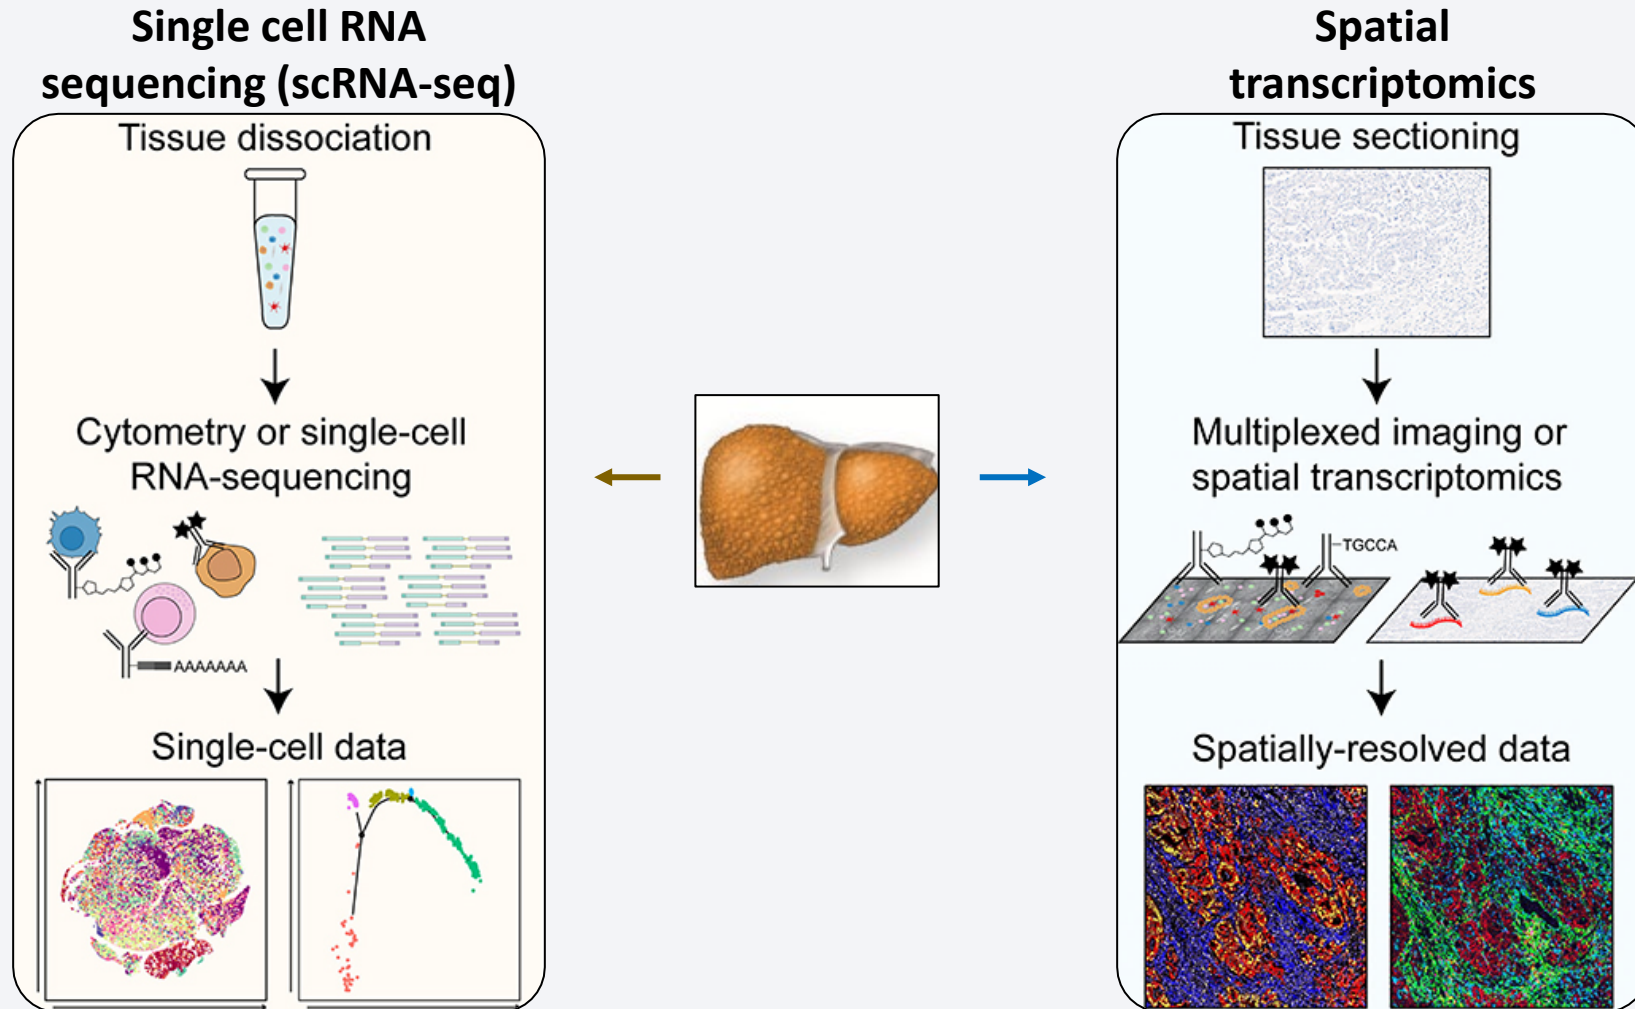 Single cell RNA
sequencing (scRNA-seq)
Tissue dissociation
Cytometry or single-cell
RNA-sequencing
AAAAAAA
Single-cell data
Spatial
transcriptomics
Tissue sectioning
Multiplexed imaging or
spatial transcriptomics
TGCCA
Spatially-resolved data